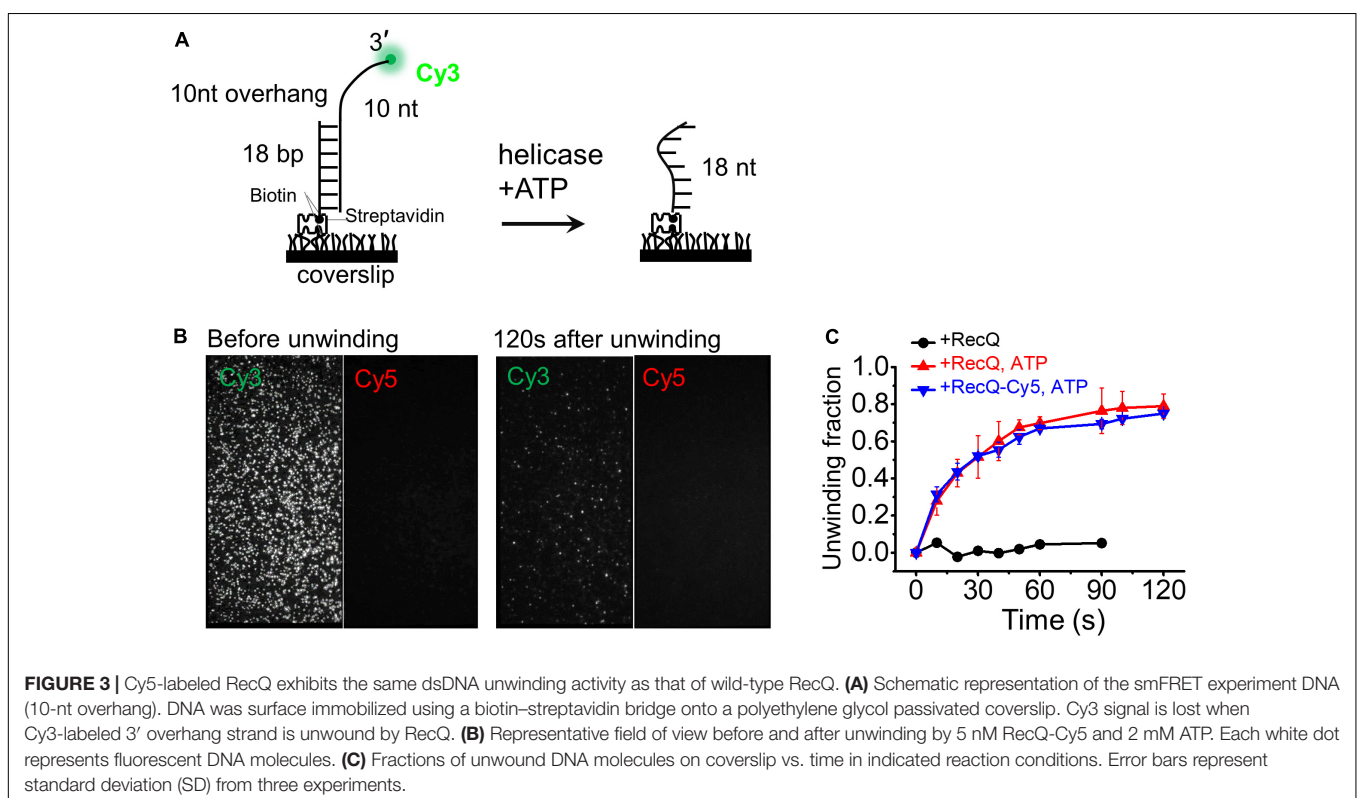 A
3′
Cy3
10nt overhang
10 nt
18 bp
Biotin
Streptavidin
coverslip
helicase
+ATP
18 nt
B Before unwinding
120s after unwinding
Cy3
Cy5
Cy3
Cy5
C
+RecQ
+RecQ, ATP
+RecQ-Cy5, ATP
Unwinding fraction
1.0
0.8
0.6
0.4
0.2
0.0
0 30 60 90 120
Time (s)
FIGURE 3 | Cy5-labeled RecQ exhibits the same dsDNA unwinding activity as that of wild-type RecQ. (A) Schematic representation of the smFRET experiment DNA
(10-nt overhang). DNA was surface immobilized using a biotin–streptavidin bridge onto a polyethylene glycol passivated coverslip. Cy3 signal is lost when
Cy3-labeled 3′ overhang strand is unwound by RecQ. (B) Representative field of view before and after unwinding by 5 nM RecQ-Cy5 and 2 mM ATP. Each white dot
represents fluorescent DNA molecules. (C) Fractions of unwound DNA molecules on coverslip vs. time in indicated reaction conditions. Error bars represent
standard deviation (SD) from three experiments.